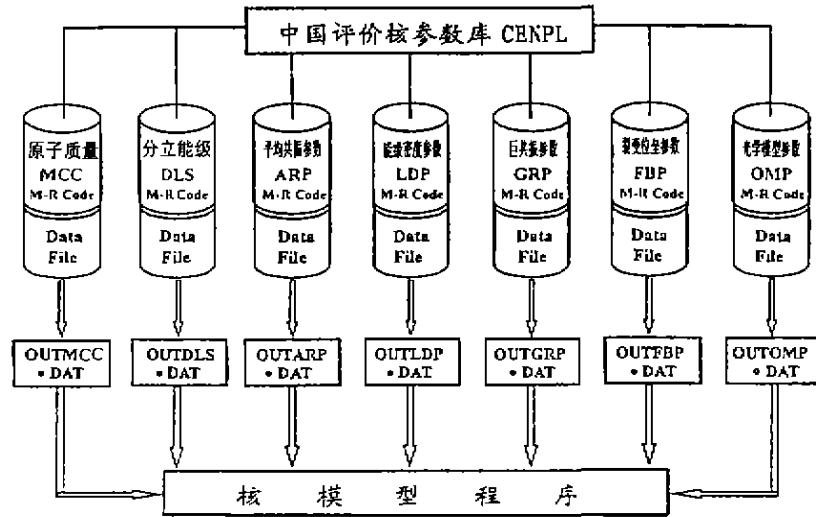 中国评价核参数库 CENPL
原子质量
MCC
M-R Code
Data
File
分立能级
DLS
M-R Code
Data
File
平均共振参数
ARP
M-R Code
Data
File
能级密度参数
LDP
M-R Code
Data
File
巨共振参数
GRP
M-R Code
Data
File
裂变位垒参数
FBP
M-R Code
Data
File
光学模型参数
OMP
M-R Code
Data
File
OUTMCC
•DAT
OUTDLS
•DAT
OUTARP
•DAT
OUTLDP
•DAT
OUTGRP
•DAT
OUTFBP
•DAT
OUTOMP
•DAT
核 模 型 程 序